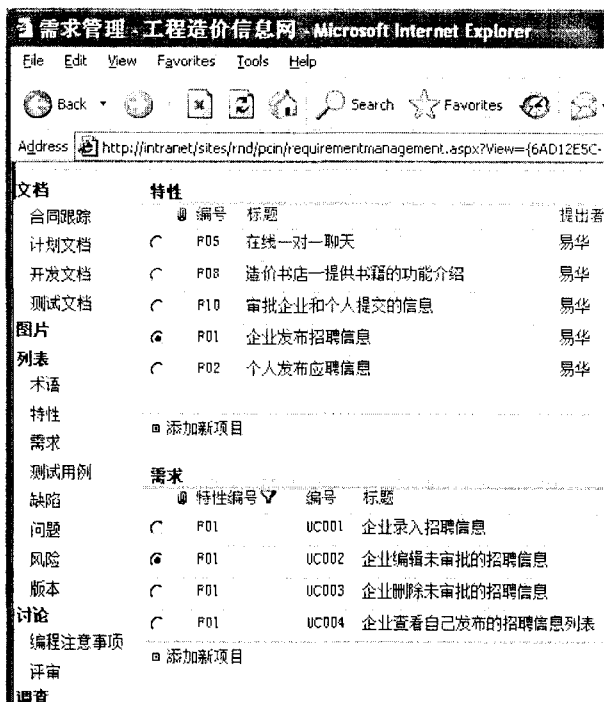 需求管理 - 工程造价信息网 - Microsoft Internet Explorer
File Edit View Favorites Tools Help
Back Search Favorites
Address http://intranet/sites/rnd/pcin/requirementmanagement.aspx?View={6AD12E5C-
文档
合同跟踪
计划文档
开发文档
测试文档
图片
列表
术语
特性
需求
测试用例
缺陷
问题
风险
版本
讨论
编程注意事项
评审
调查
特性
编号 标题 提出者
F05 在线一对一聊天 易华
F08 造价书店—提供书籍的功能介绍 易华
F10 审批企业和个人提交的信息 易华
F01 企业发布招聘信息 易华
F02 个人发布应聘信息 易华
添加新项目
需求
特性编号 编号 标题
F01 UC001 企业录入招聘信息
F01 UC002 企业编辑未审批的招聘信息
F01 UC003 企业删除未审批的招聘信息
F01 UC004 企业查看自己发布的招聘信息列表
添加新项目